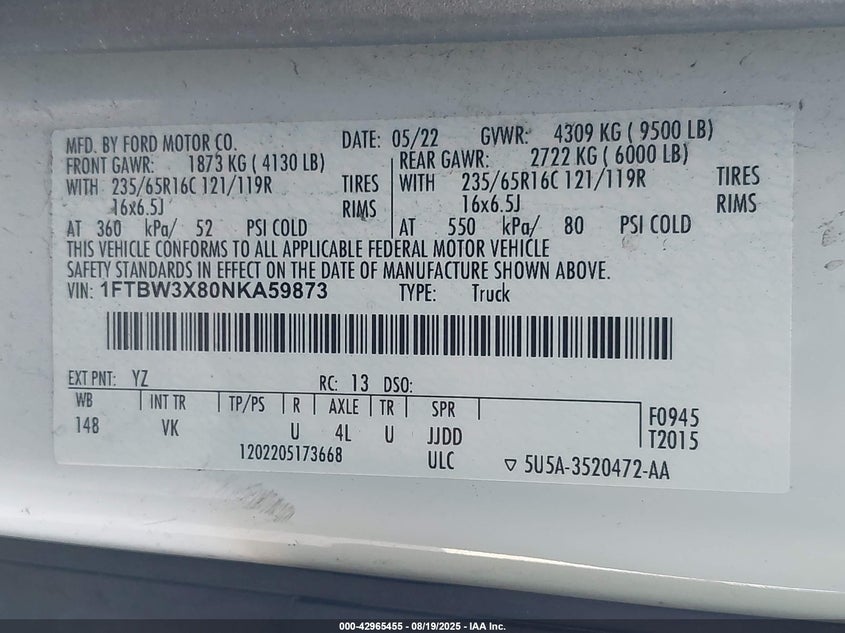 MFD. BY FORD MOTOR CO. DATE: 05/22 GVWR: 4309 KG ( 9500 LB)
FRONT GAWR: 1873 KG ( 4130 LB) REAR GAWR: 2722 KG ( 6000 LB)
WITH 235/65R16C 121/119R TIRES WITH 235/65R16C 121/119R TIRES
16x6.5J RIMS 16x6.5J RIMS
AT 360 kPa/ 52 PSI COLD AT 550 kPa/ 80 PSI COLD
THIS VEHICLE CONFORMS TO ALL APPLICABLE FEDERAL MOTOR VEHICLE
SAFETY STANDARDS IN EFFECT ON THE DATE OF MANUFACTURE SHOWN ABOVE.
VIN: 1FTBW3X80NKA59873 TYPE: Truck
EXT PNT: YZ RC: 13 DSO:
WB INT TR TP/PS R AXLE TR SPR F0945
148 VK U 4L U JJDD T2015
1202205173668 ULC ▽ 5U5A-3520472-AA
000-42965455 - 08/19/2025 - IAA Inc.